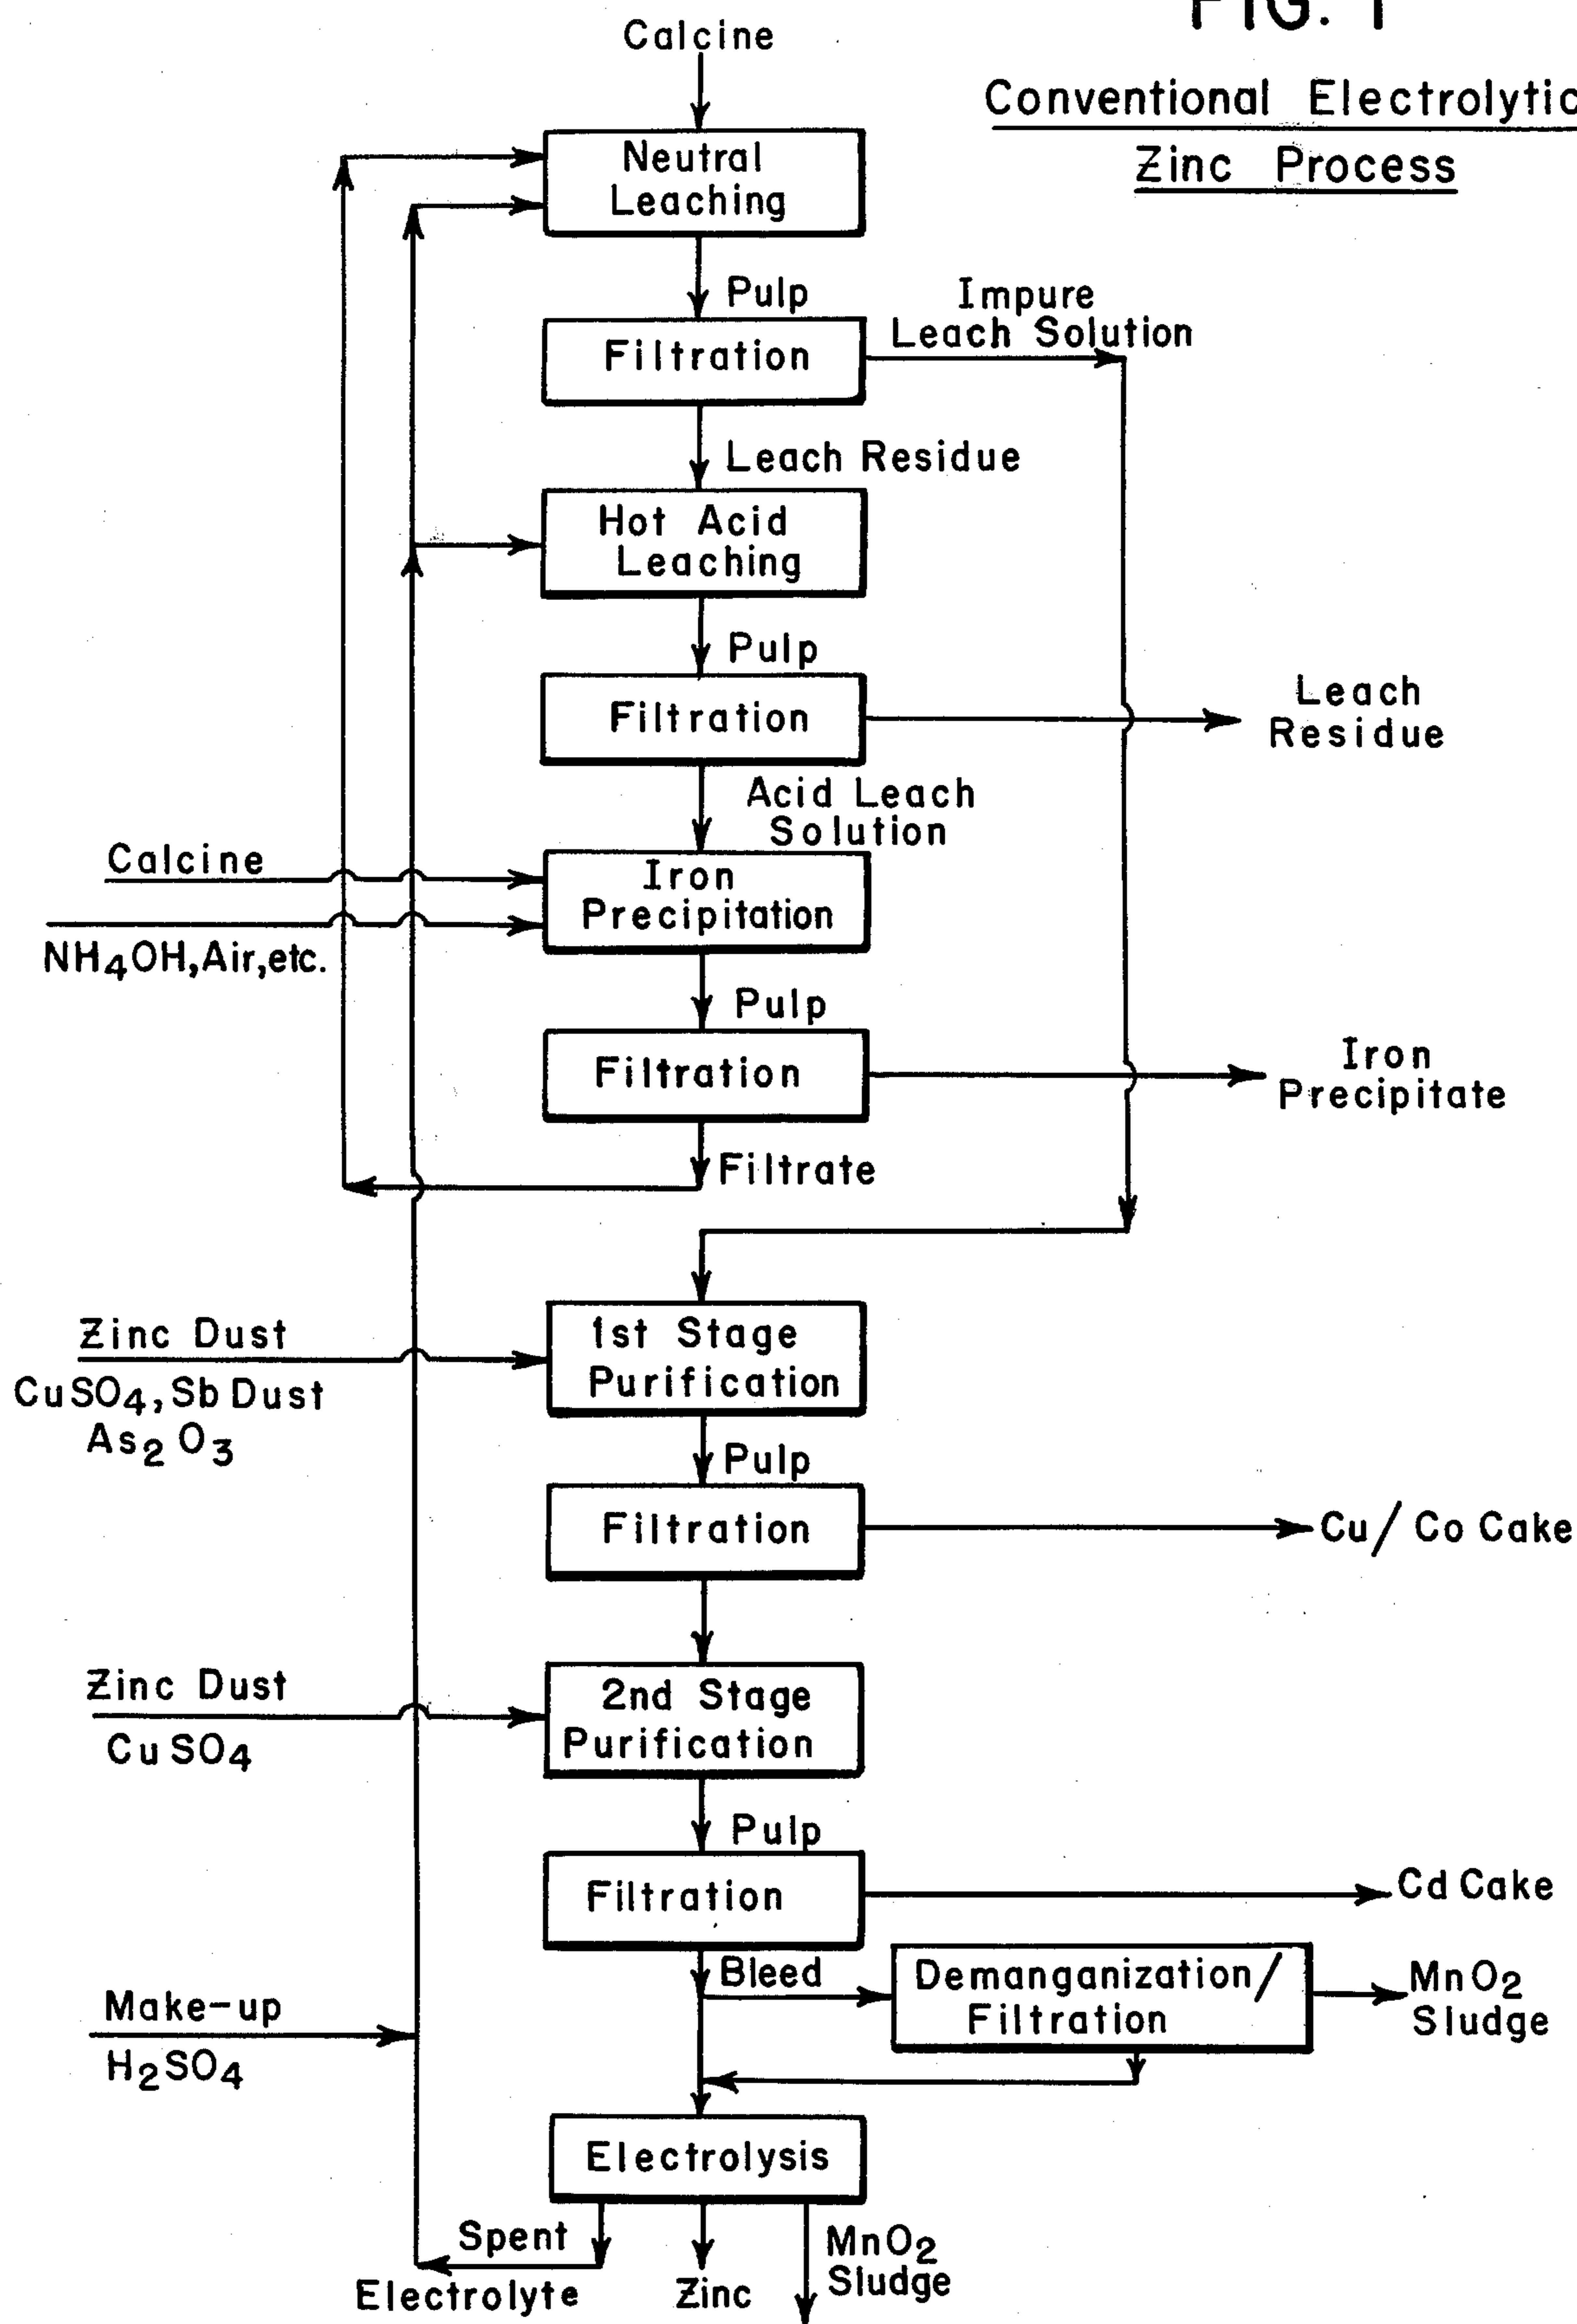 FIG. 1
Conventional Electrolytic
Zinc Process
Calcine
Neutral
Leaching
Pulp
Impure
Leach Solution
Filtration
Leach Residue
Hot Acid
Leaching
Pulp
Filtration
Leach
Residue
Acid Leach
Solution
Calcine
Iron
Precipitation
NH4OH, Air, etc.
Pulp
Filtration
Iron
Precipitate
Filtrate
Zinc Dust
CuSO4, Sb Dust
As2O3
1st Stage
Purification
Pulp
Filtration
Cu/Co Cake
Zinc Dust
CuSO4
2nd Stage
Purification
Pulp
Filtration
Cd Cake
Bleed
Demanganization/
Filtration
MnO2
Sludge
Make-up
H2SO4
Electrolysis
Spent
Electrolyte
Zinc
MnO2
Sludge